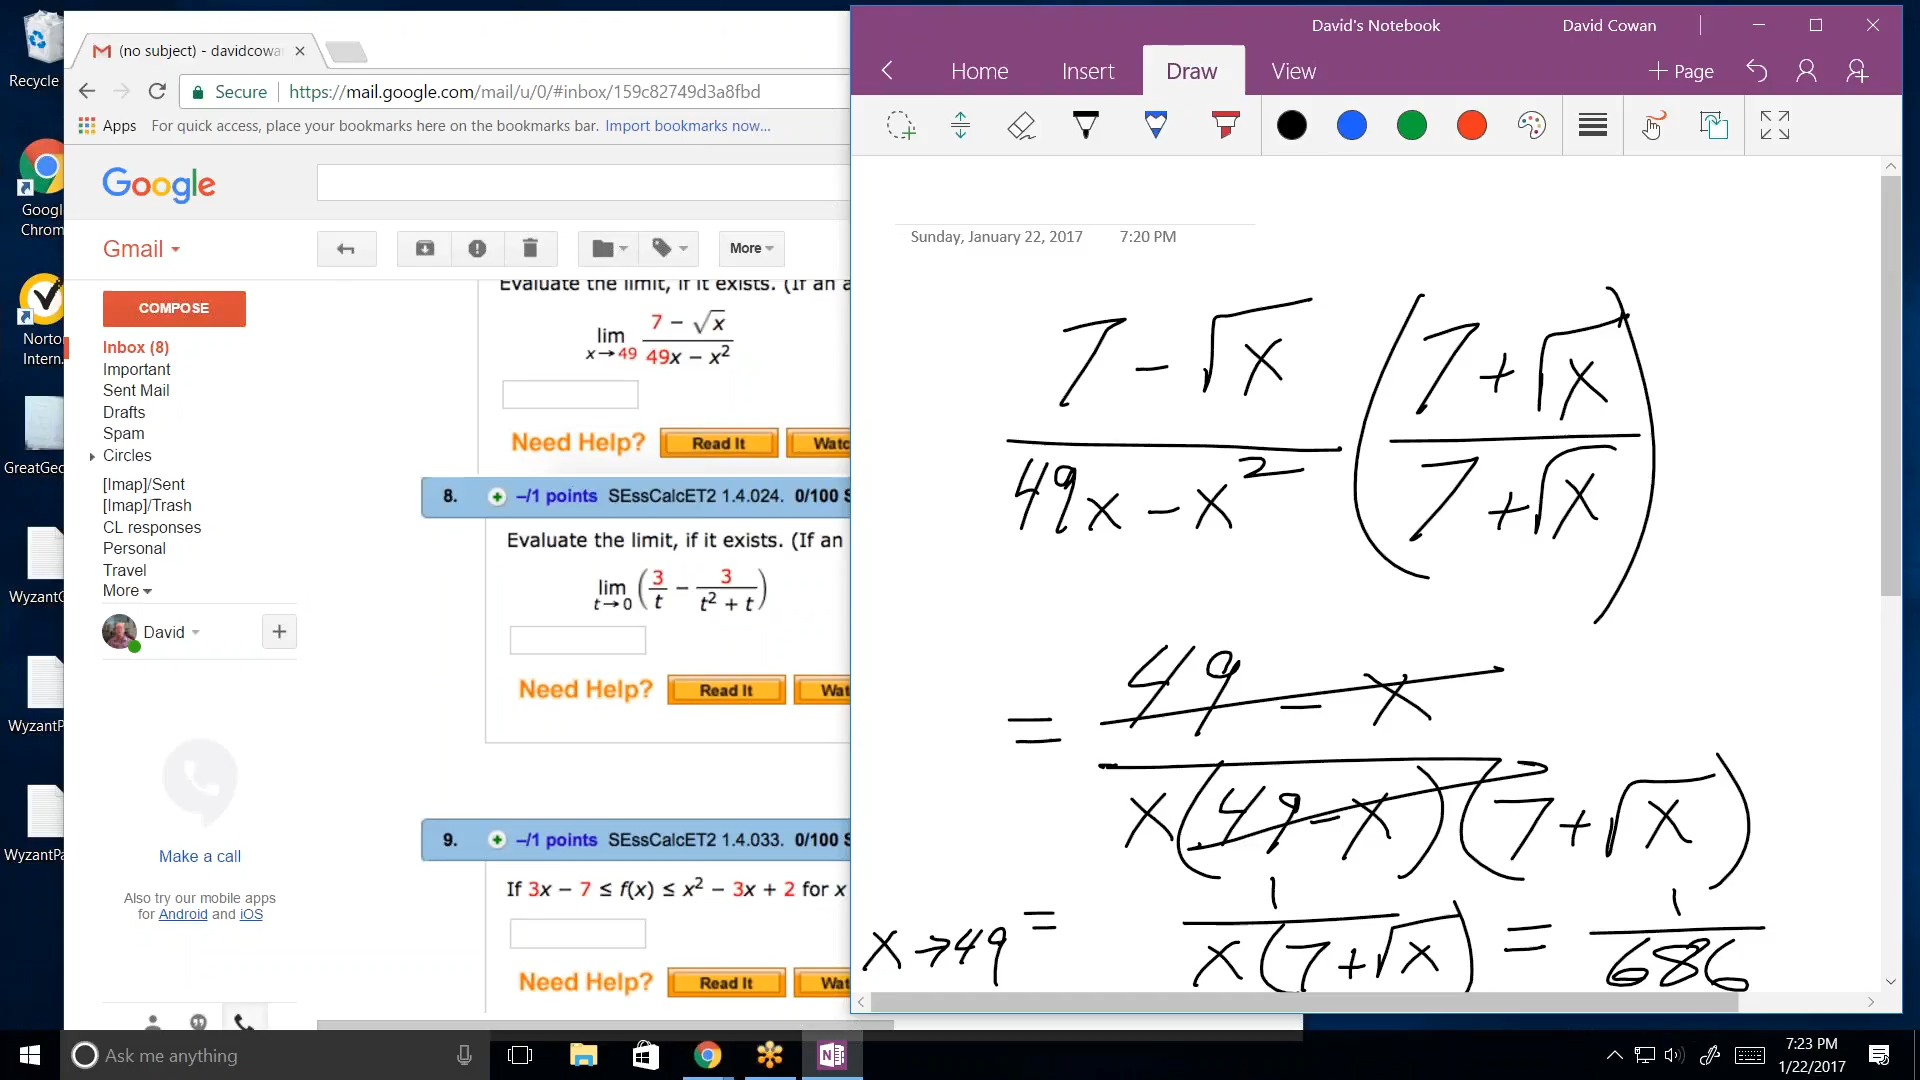 Recycle
Google
Chrom
Norto
Intern.
GreatGeo
WyzantC
WyzantP
WyzantPa
(no subject) - davidcowa
Secure
https://mail.google.com/mail/u/0/#inbox/159c82749d3a8fbd
Apps For quick access, place your bookmarks here on the bookmarks bar. Import bookmarks now...
Google
Gmail
More
COMPOSE
Inbox (8)
Important
Sent Mail
Drafts
Spam
Circles
[Imap]/Sent
[Imap]/Trash
CL responses
Personal
Travel
More
David
Make a call
Also try our mobile apps
for Android and iOS
Evaluate the limit, if it exists. (If an a
lim x→49 (7 − √x)/(49x − x²)
Need Help? Read It Watc
8. –/1 points SEssCalcET2 1.4.024. 0/100 S
Evaluate the limit, if it exists. (If an
lim t→0 (3/t − 3/(t² + t))
Need Help? Read It Wat
9. –/1 points SEssCalcET2 1.4.033. 0/100 S
If 3x − 7 ≤ f(x) ≤ x² − 3x + 2 for x
Need Help? Read It Wat
David's Notebook David Cowan
Home Insert Draw View Page
Sunday, January 22, 2017 7:20 PM
7 − √x (7 + √x
49x − x² 7 + √x)
= 49 − x
x(49 − x)(7 + √x)
x→49 = 1/(x(7 + √x)) = 1/686
Ask me anything
7:23 PM
1/22/2017